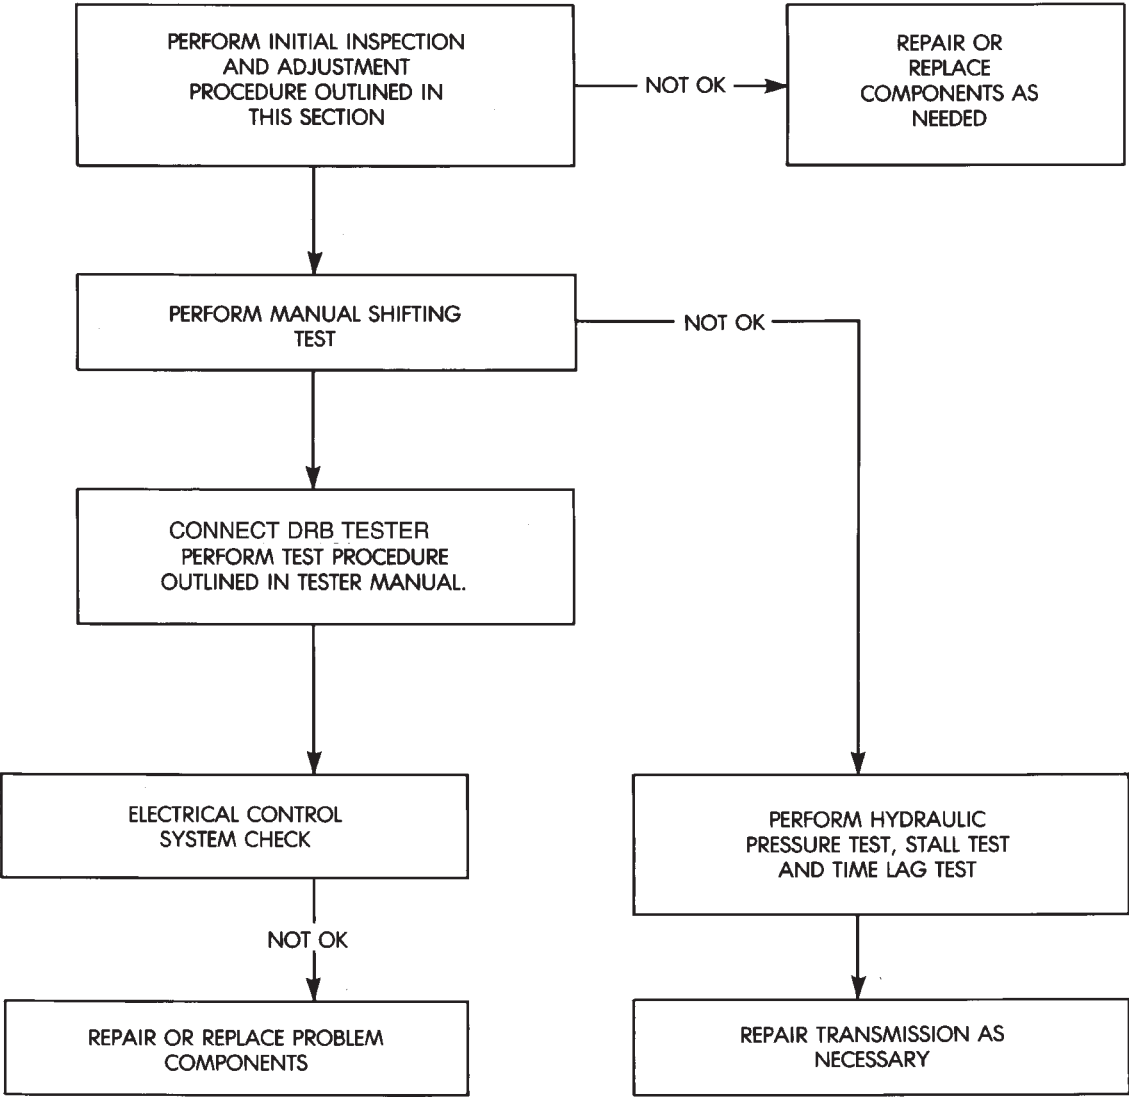 PERFORM INITIAL INSPECTION
AND ADJUSTMENT
PROCEDURE OUTLINED IN
THIS SECTION
NOT OK
REPAIR OR
REPLACE
COMPONENTS AS
NEEDED
PERFORM MANUAL SHIFTING
TEST
NOT OK
CONNECT DRB TESTER
PERFORM TEST PROCEDURE
OUTLINED IN TESTER MANUAL.
ELECTRICAL CONTROL
SYSTEM CHECK
NOT OK
REPAIR OR REPLACE PROBLEM
COMPONENTS
PERFORM HYDRAULIC
PRESSURE TEST, STALL TEST
AND TIME LAG TEST
REPAIR TRANSMISSION AS
NECESSARY